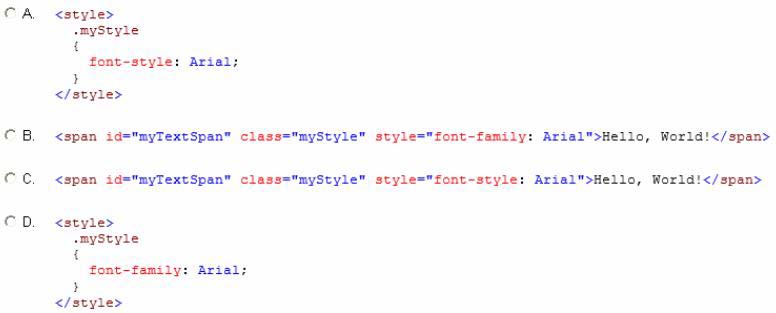 A. <style>
.myStyle
{
font-style: Arial;
}
</style>
B. <span id="myTextSpan" class="myStyle" style="font-family: Arial">Hello, World!</span>
C. <span id="myTextSpan" class="myStyle" style="font-style: Arial">Hello, World!</span>
D. <style>
.myStyle
{
font-family: Arial;
}
</style>